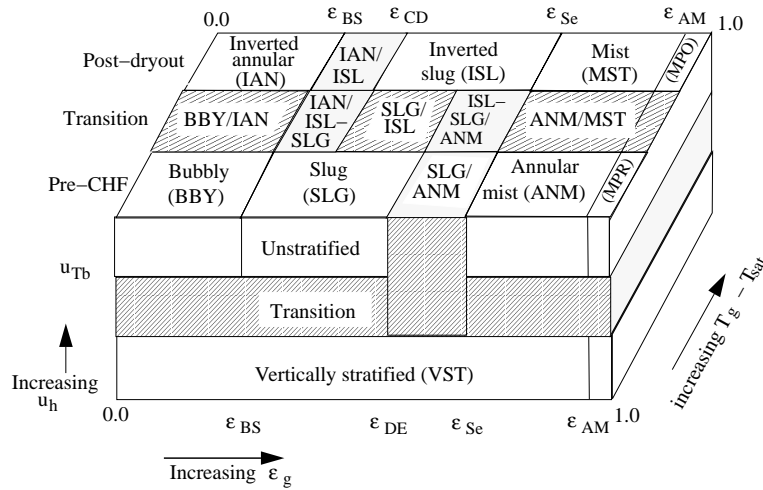 0.0 ε BS ε CD ε Se ε AM 1.0
Post–dryout
Inverted annular (IAN)
IAN/ ISL
Inverted slug (ISL)
Mist (MST)
(MPO)
Transition
BBY/IAN
IAN/ ISL– SLG
SLG/ ISL
ISL– SLG/ ANM
ANM/MST
Pre–CHF
Bubbly (BBY)
Slug (SLG)
SLG/ ANM
Annular mist (ANM)
(MPR)
Unstratified
u Tb
Transition
Increasing u h
Vertically stratified (VST)
increasing T g – T sat
0.0 ε BS ε DE ε Se ε AM 1.0
Increasing ε g